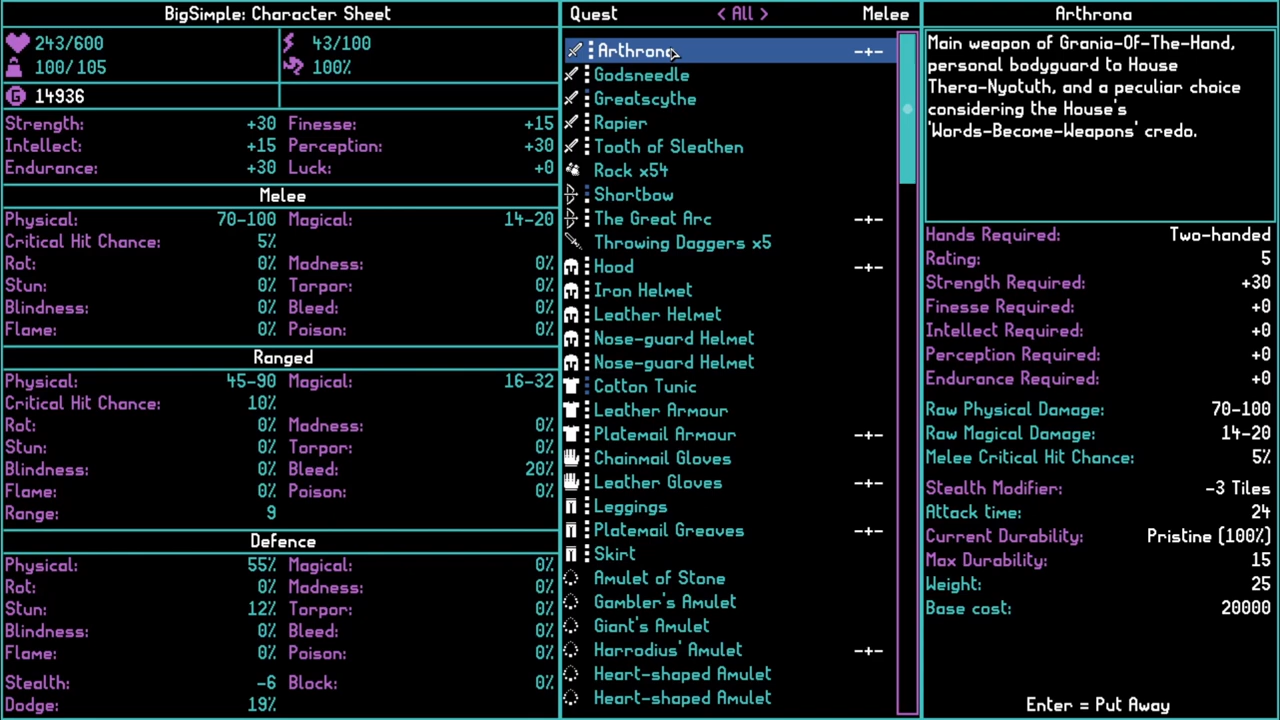 BigSimple: Character Sheet
243/600 43/100
100/105 100%
14936
Strength: +30 Finesse: +15
Intellect: +15 Perception: +30
Endurance: +30 Luck: +0
Melee
Physical: 70-100 Magical: 14-20
Critical Hit Chance: 5%
Rot: 0% Madness: 0%
Stun: 0% Torpor: 0%
Blindness: 0% Bleed: 0%
Flame: 0% Poison: 0%
Ranged
Physical: 45-90 Magical: 16-32
Critical Hit Chance: 10%
Rot: 0% Madness: 0%
Stun: 0% Torpor: 0%
Blindness: 0% Bleed: 20%
Flame: 0% Poison: 0%
Range: 9
Defence
Physical: 55% Magical: 0%
Rot: 0% Madness: 0%
Stun: 12% Torpor: 0%
Blindness: 0% Bleed: 0%
Flame: 0% Poison: 0%
Stealth: -6 Block: 0%
Dodge: 19%
Quest < All > Melee
Arthrona -+-
Godsneedle
Greatscythe
Rapier
Tooth of Sleathen
Rock x54
Shortbow
The Great Arc -+-
Throwing Daggers x5
Hood -+-
Iron Helmet
Leather Helmet
Nose-guard Helmet
Nose-guard Helmet
Cotton Tunic
Leather Armour
Platemail Armour -+-
Chainmail Gloves
Leather Gloves -+-
Leggings
Platemail Greaves -+-
Skirt
Amulet of Stone
Gambler's Amulet
Giant's Amulet
Harrodius' Amulet -+-
Heart-shaped Amulet
Heart-shaped Amulet
Arthrona
Main weapon of Grania-Of-The-Hand,
personal bodyguard to House
Thera-Nyotuth, and a peculiar choice
considering the House's
'Words-Become-Weapons' credo.
Hands Required: Two-handed
Rating: 5
Strength Required: +30
Finesse Required: +0
Intellect Required: +0
Perception Required: +0
Endurance Required: +0
Raw Physical Damage: 70-100
Raw Magical Damage: 14-20
Melee Critical Hit Chance: 5%
Stealth Modifier: -3 Tiles
Attack time: 24
Current Durability: Pristine (100%)
Max Durability: 15
Weight: 25
Base cost: 20000
Enter = Put Away